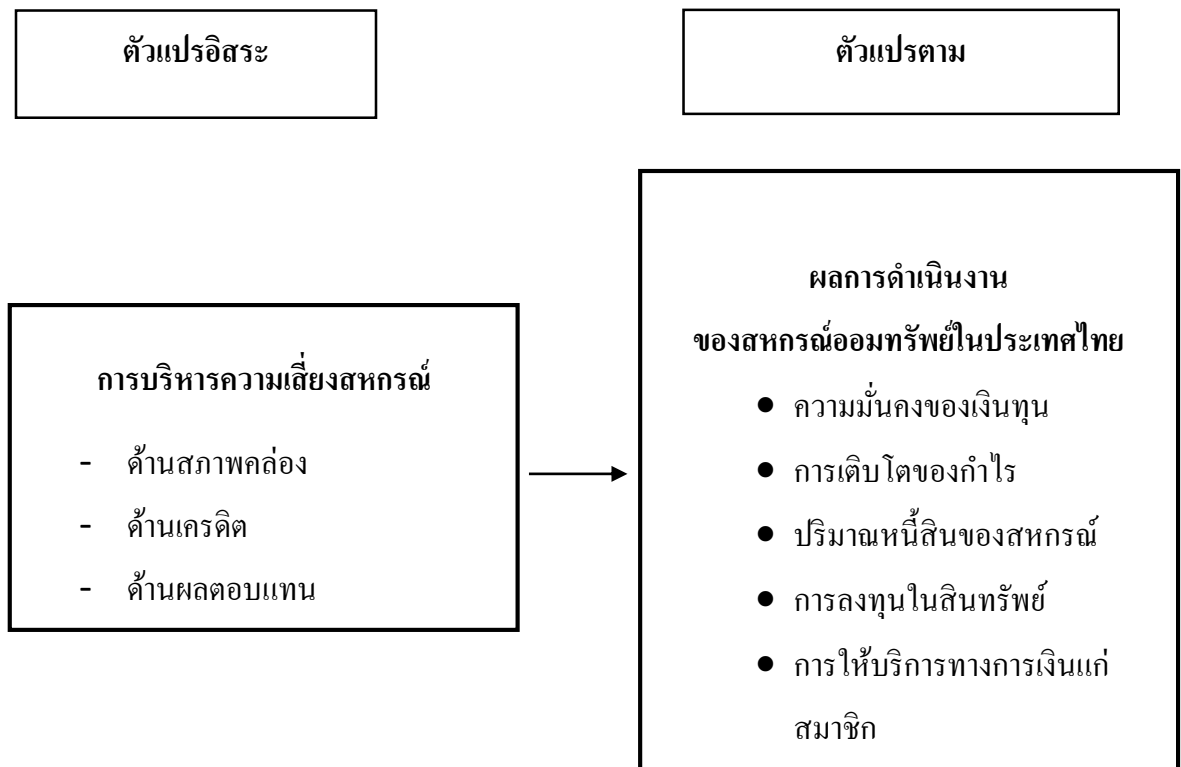 ตัวแปรอิสระ
ตัวแปรตาม
การบริหารความเสี่ยงสหกรณ์
- ด้านสภาพคล่อง
- ด้านเครดิต
- ด้านผลตอบแทน
ผลการดำเนินงาน
ของสหกรณ์ออมทรัพย์ในประเทศไทย
● ความมั่นคงของเงินทุน
● การเติบโตของกำไร
● ปริมาณหนี้สินของสหกรณ์
● การลงทุนในสินทรัพย์
● การให้บริการทางการเงินแก่
สมาชิก